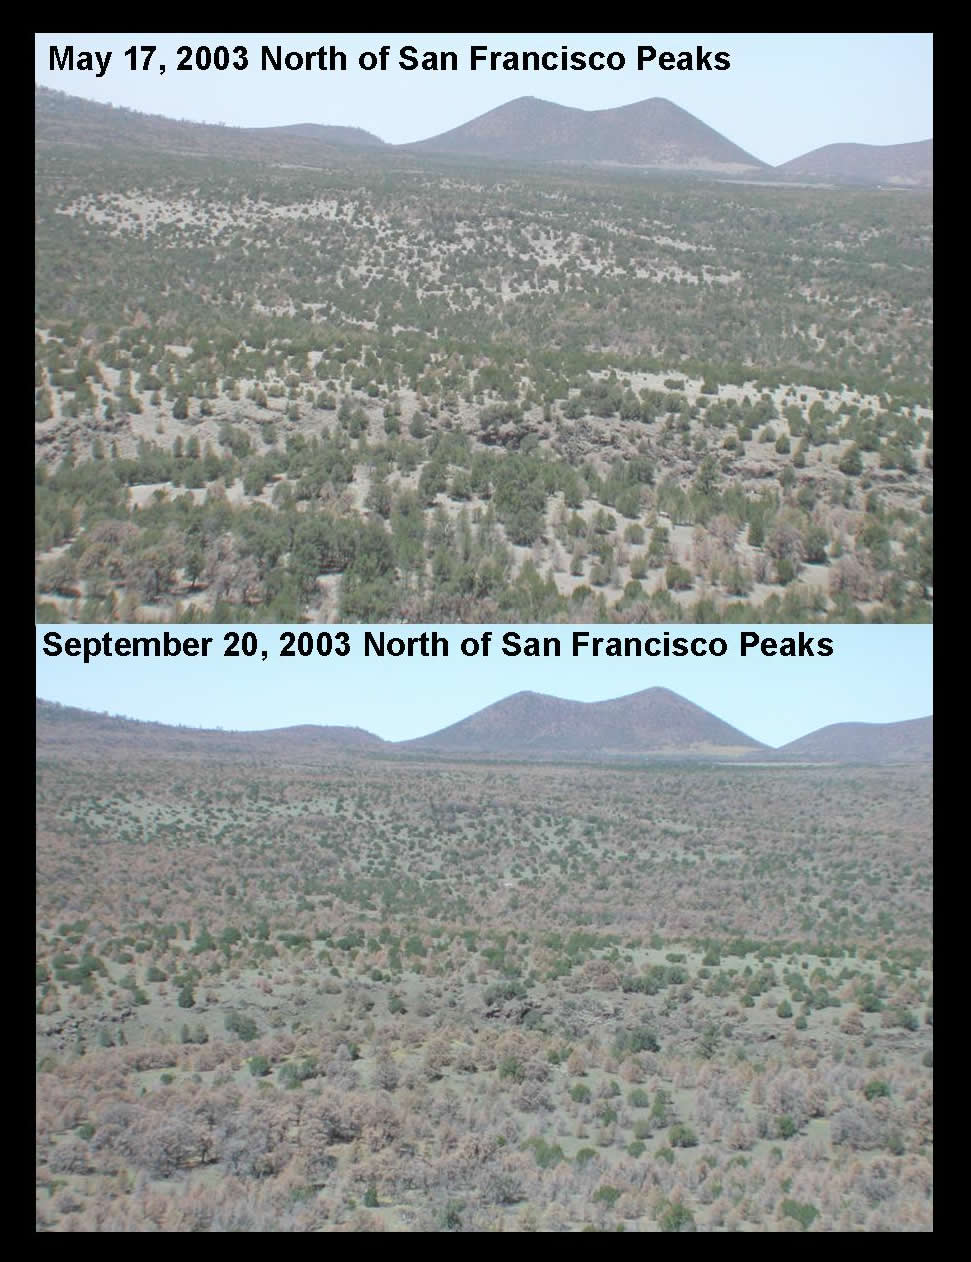 May 17, 2003 North of San Francisco Peaks
September 20, 2003 North of San Francisco Peaks